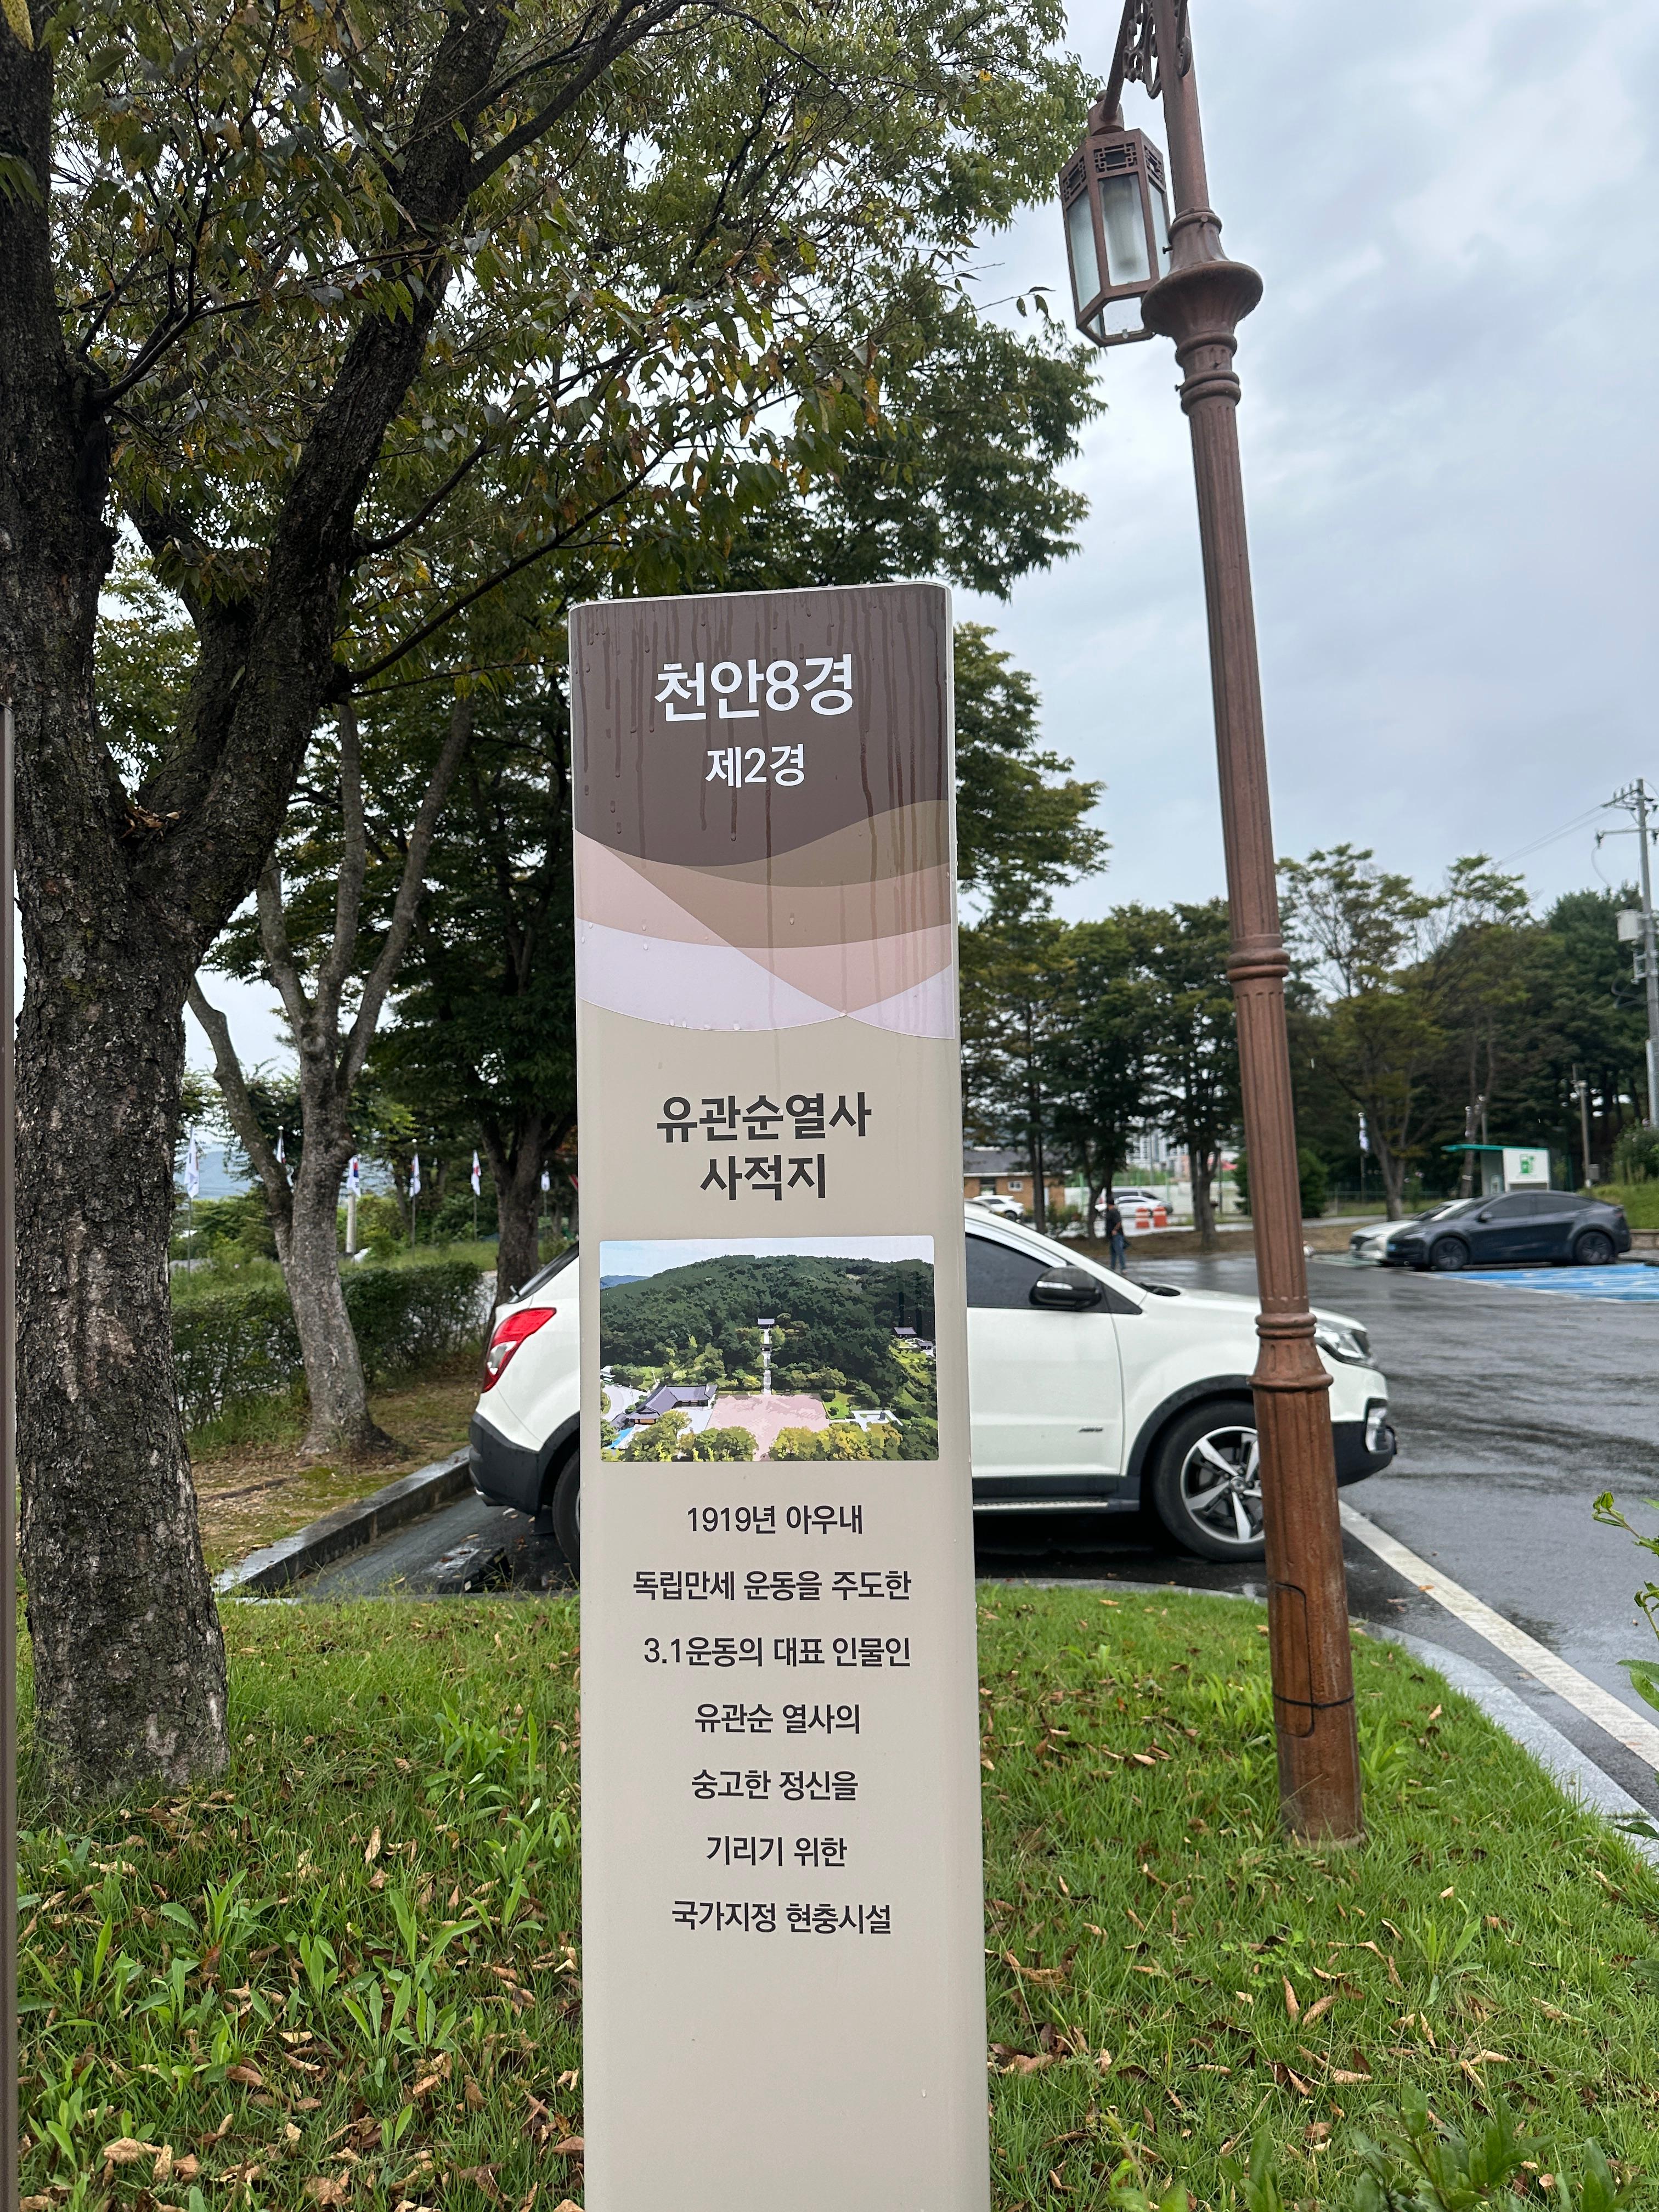 천안8경
제2경
유관순열사
사적지
1919년 아우내
독립만세 운동을 주도한
3.1운동의 대표 인물인
유관순 열사의
숭고한 정신을
기리기 위한
국가지정 현충시설